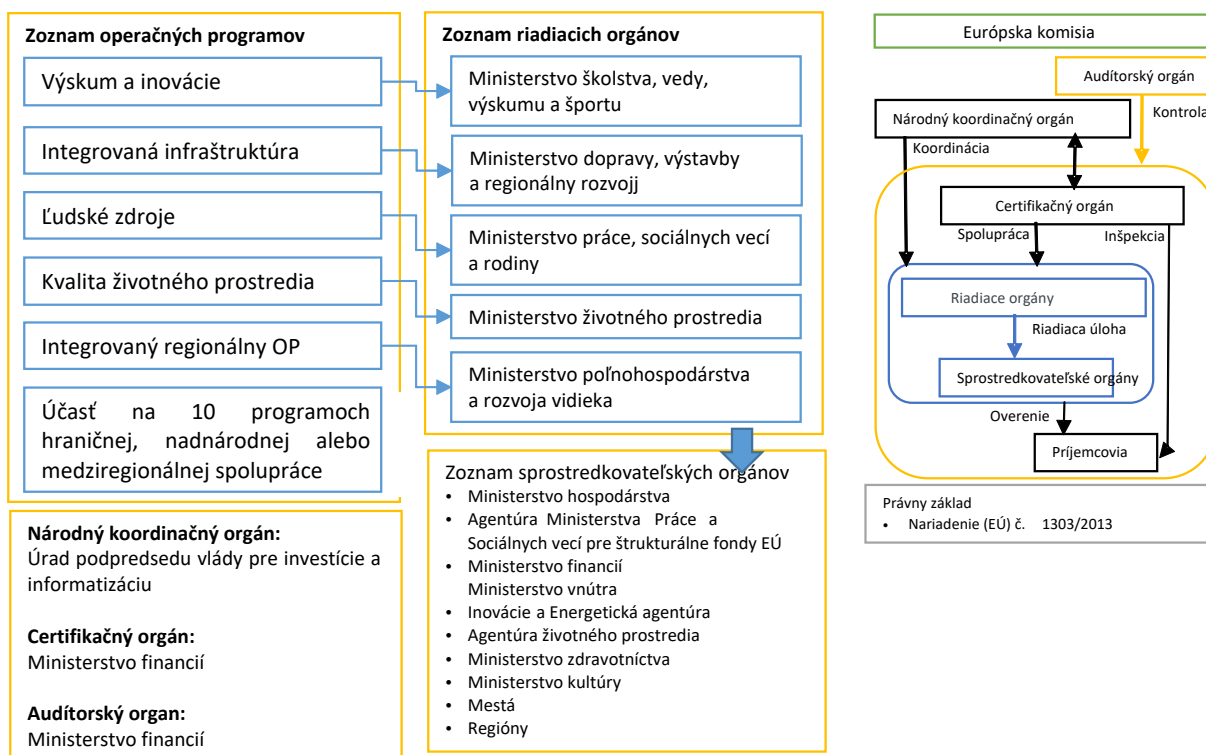 Zoznam operačných programov
Výskum a inovácie
Integrovaná infraštruktúra
Ľudské zdroje
Kvalita životného prostredia
Integrovaný regionálny OP
Účasť na 10 programoch
hraničnej, nadnárodnej alebo
medziregionálnej spolupráce
Národný koordinačný orgán:
Úrad podpredsedu vlády pre investície a
informatizáciu
Certifikačný orgán:
Ministerstvo financií
Audítorský organ:
Ministerstvo financií
Zoznam riadiacich orgánov
Ministerstvo školstva, vedy,
výskumu a športu
Ministerstvo dopravy, výstavby
a regionálny rozvojj
Ministerstvo práce, sociálnych vecí
a rodiny
Ministerstvo životného prostredia
Ministerstvo poľnohospodárstva
a rozvoja vidieka
Zoznam sprostredkovateľských orgánov
• Ministerstvo hospodárstva
• Agentúra Ministerstva Práce a
Sociálnych vecí pre štrukturálne fondy EÚ
• Ministerstvo financií
Ministerstvo vnútra
• Inovácie a Energetická agentúra
• Agentúra životného prostredia
• Ministerstvo zdravotníctva
• Ministerstvo kultúry
• Mestá
• Regióny
Európska komisia
Audítorský orgán
Kontrola
Národný koordinačný orgán
Koordinácia
Certifikačný orgán
Spolupráca
Inšpekcia
Riadiace orgány
Riadiaca úloha
Sprostredkovateľské orgány
Overenie
Príjemcovia
Právny základ
• Nariadenie (EÚ) č. 1303/2013